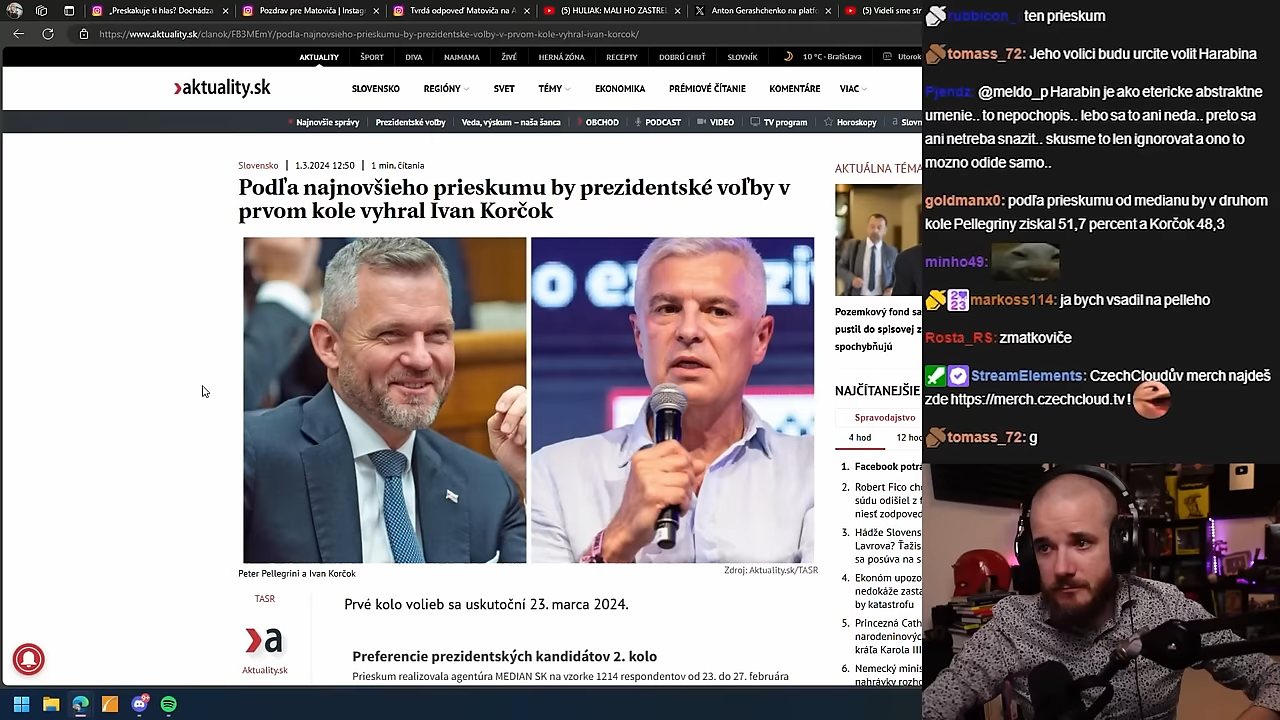 „Preskakuje ti hlas? Dochádza
Pozdrav pre Matoviča | Instag
Tvrdá odpoveď Matoviča na A
(5) HULIAK: MALI HO ZASTREL
Anton Gerashchenko na platfo
(5) Videli sme str
https://www.aktuality.sk/clanok/FB3MEmY/podla-najnovsieho-prieskumu-by-prezidentske-volby-v-prvom-kole-vyhral-ivan-korcok/
AKTUALITY ŠPORT DIVA NAJMAMA ŽIVÉ HERNÁ ZÓNA RECEPTY DOBRÚ CHUŤ SLOVNÍK 10 °C - Bratislava Utorok
aktuality.sk
SLOVENSKO REGIÓNY SVET TÉMY EKONOMIKA PRÉMIOVÉ ČÍTANIE KOMENTÁRE VIAC
Najnovšie správy Prezidentské voľby Veda, výskum – naša šanca OBCHOD PODCAST VIDEO TV program Horoskopy Slovn
Slovensko | 1.3.2024 12:50 | 1 min. čítania
Podľa najnovšieho prieskumu by prezidentské voľby v
prvom kole vyhral Ivan Korčok
o ex
Peter Pellegrini a Ivan Korčok
Zdroj: Aktuality.sk/TASR
TASR
a
Aktuality.sk
Prvé kolo volieb sa uskutoční 23. marca 2024.
Preferencie prezidentských kandidátov 2. kolo
Prieskum realizovala agentúra MEDIAN SK na vzorke 1214 respondentov od 23. do 27. februára
AKTUÁLNA TÉMA
Pozemkový fond sa
pustil do spisovej z
spochybňujú
NAJČÍTANEJŠIE
Spravodajstvo
4 hod 12 hod
1. Facebook potra
2. Robert Fico ch
súdu odišiel z f
niesť zodpoved
3. Hádže Slovens
Lavrova? Ťažis
sa posúva na s
4. Ekonóm upozo
nedokáže zasta
by katastrofu
5. Princezná Cath
narodeninovýc
kráľa Karola III
6. Nemecký minis
nahrávky rozho
rubbicon_: ten prieskum
tomass_72: Jeho volici budu urcite volit Harabina
Pjendz: @meldo_p Harabin je ako etericke abstraktne
umenie.. to nepochopis.. lebo sa to ani neda.. preto sa
ani netreba snazit.. skusme to len ignorovat a ono to
mozno odide samo..
goldmanx0: podľa prieskumu od medianu by v druhom
kole Pellegriny získal 51,7 percent a Korčok 48,3
minho49:
markoss114: ja bych vsadil na pelleho
Rosta_RS: zmatkoviče
StreamElements: CzechCloudův merch najdeš
zde https://merch.czechcloud.tv !
tomass_72: g